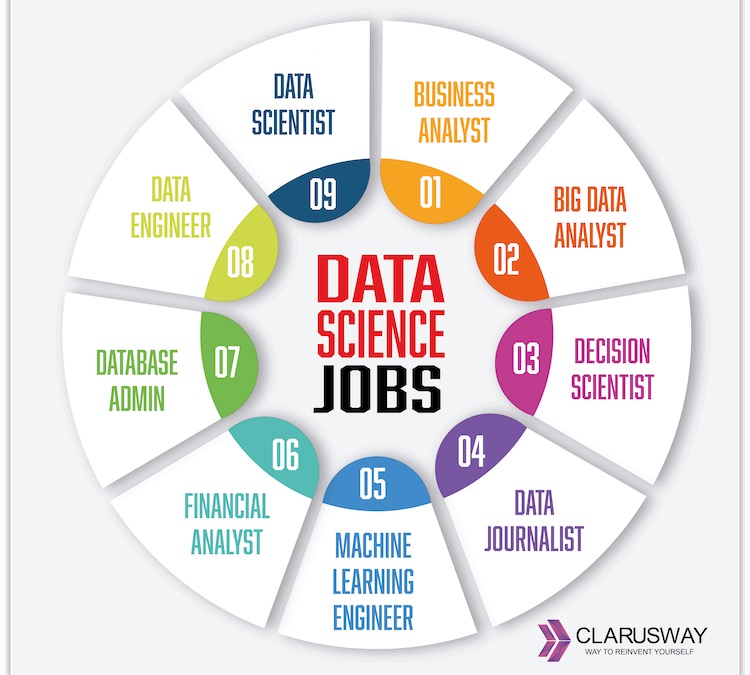 DATA
SCIENCE
JOBS
BUSINESS
ANALYST
01
BIG DATA
ANALYST
02
DECISION
SCIENTIST
03
DATA
JOURNALIST
04
MACHINE
LEARNING
ENGINEER
05
FINANCIAL
ANALYST
06
DATABASE
ADMIN
07
DATA
ENGINEER
08
DATA
SCIENTIST
09
CLARUSWAY
WAY TO REINVENT YOURSELF